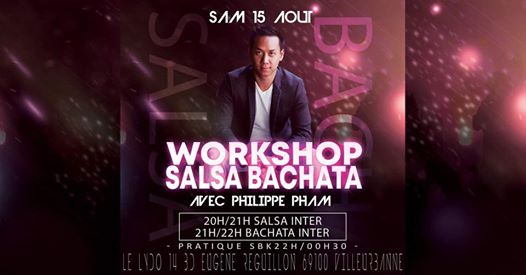 SAM 15 AOUT
SALSA
BACHATA
WORKSHOP
SALSA BACHATA
AVEC PHILIPPE PHAM
20H/21H SALSA INTER
21H/22H BACHATA INTER
- PRATIQUE SBK22H/00H30 -
LE LYDO 14 BD EUGENE REGUILLON 69100 VILLEURBANNE